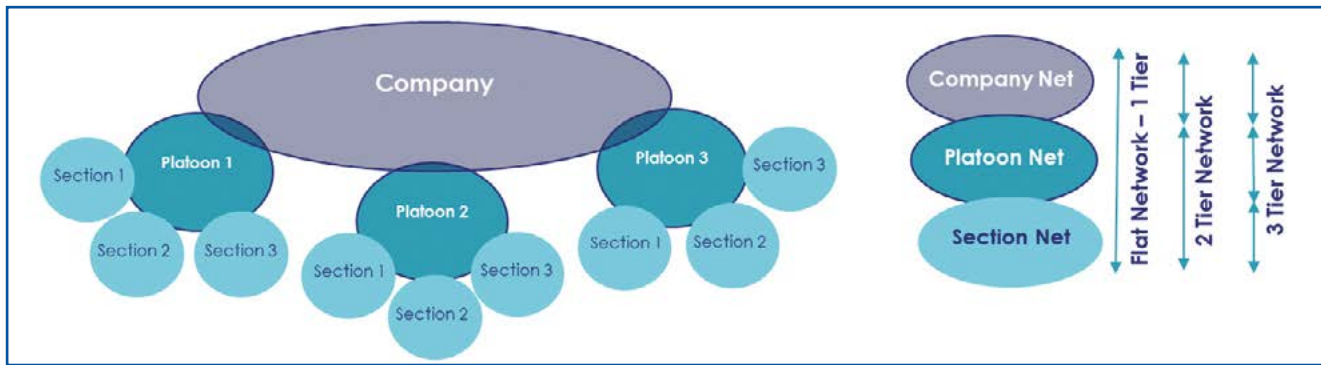 Company
Platoon 1
Section 1
Section 2
Section 3
Platoon 2
Section 1
Section 2
Section 3
Platoon 3
Section 1
Section 2
Section 3
Company Net
Platoon Net
Section Net
Flat Network – 1 Tier
2 Tier Network
3 Tier Network